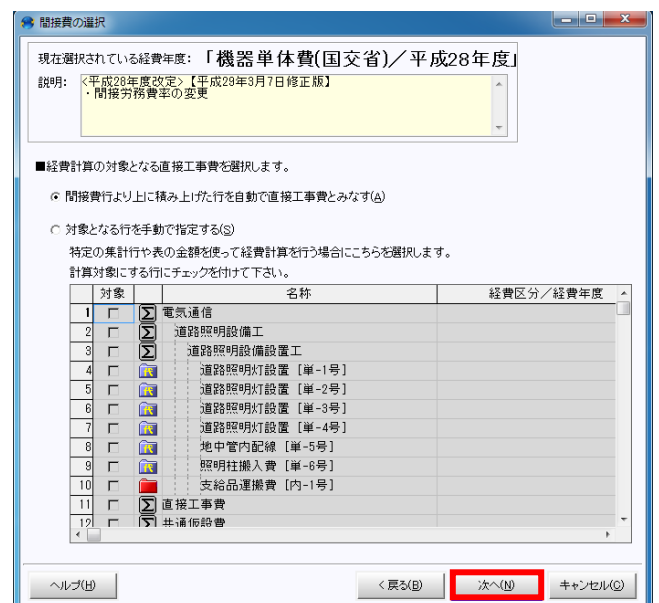 間接費の選択
現在選択されている経費年度: 「機器単体費(国交省)／平成28年度」
説明: <平成28年度改定>【平成29年3月7日修正版】
・間接労務費率の変更
■経費計算の対象となる直接工事費を選択します。
間接費行より上に積み上げた行を自動で直接工事費とみなす(A)
対象となる行を手動で指定する(S)
特定の集計行や表の金額を使って経費計算を行う場合にこちらを選択します。
計算対象にする行にチェックを付けて下さい。
対象 名称 経費区分／経費年度
1 Σ 電気通信
2 Σ 道路照明設備工
3 Σ 道路照明設備設置工
4 代 道路照明灯設置 [単-1号]
5 代 道路照明灯設置 [単-2号]
6 代 道路照明灯設置 [単-3号]
7 代 道路照明灯設置 [単-4号]
8 代 地中管内配線 [単-5号]
9 代 照明柱搬入費 [単-6号]
10 支給品運搬費 [内-1号]
11 Σ 直接工事費
12 Σ 共通仮設費
ヘルプ(H) <戻る(B) 次へ(N) キャンセル(C)